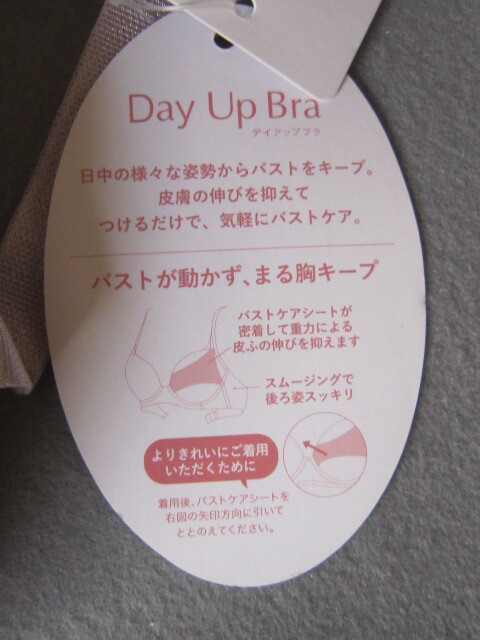 Day Up Bra
デイアップブラ
日中の様々な姿勢からバストをキープ。
皮膚の伸びを抑えて
つけるだけで、気軽にバストケア。
バストが動かず、まる胸キープ
バストケアシートが
密着して重力による
皮ふの伸びを抑えます
スムージングで
後ろ姿スッキリ
よりきれいにご着用
いただくために
着用後、バストケアシートを
右図の矢印方向に引いて
ととのえてください。